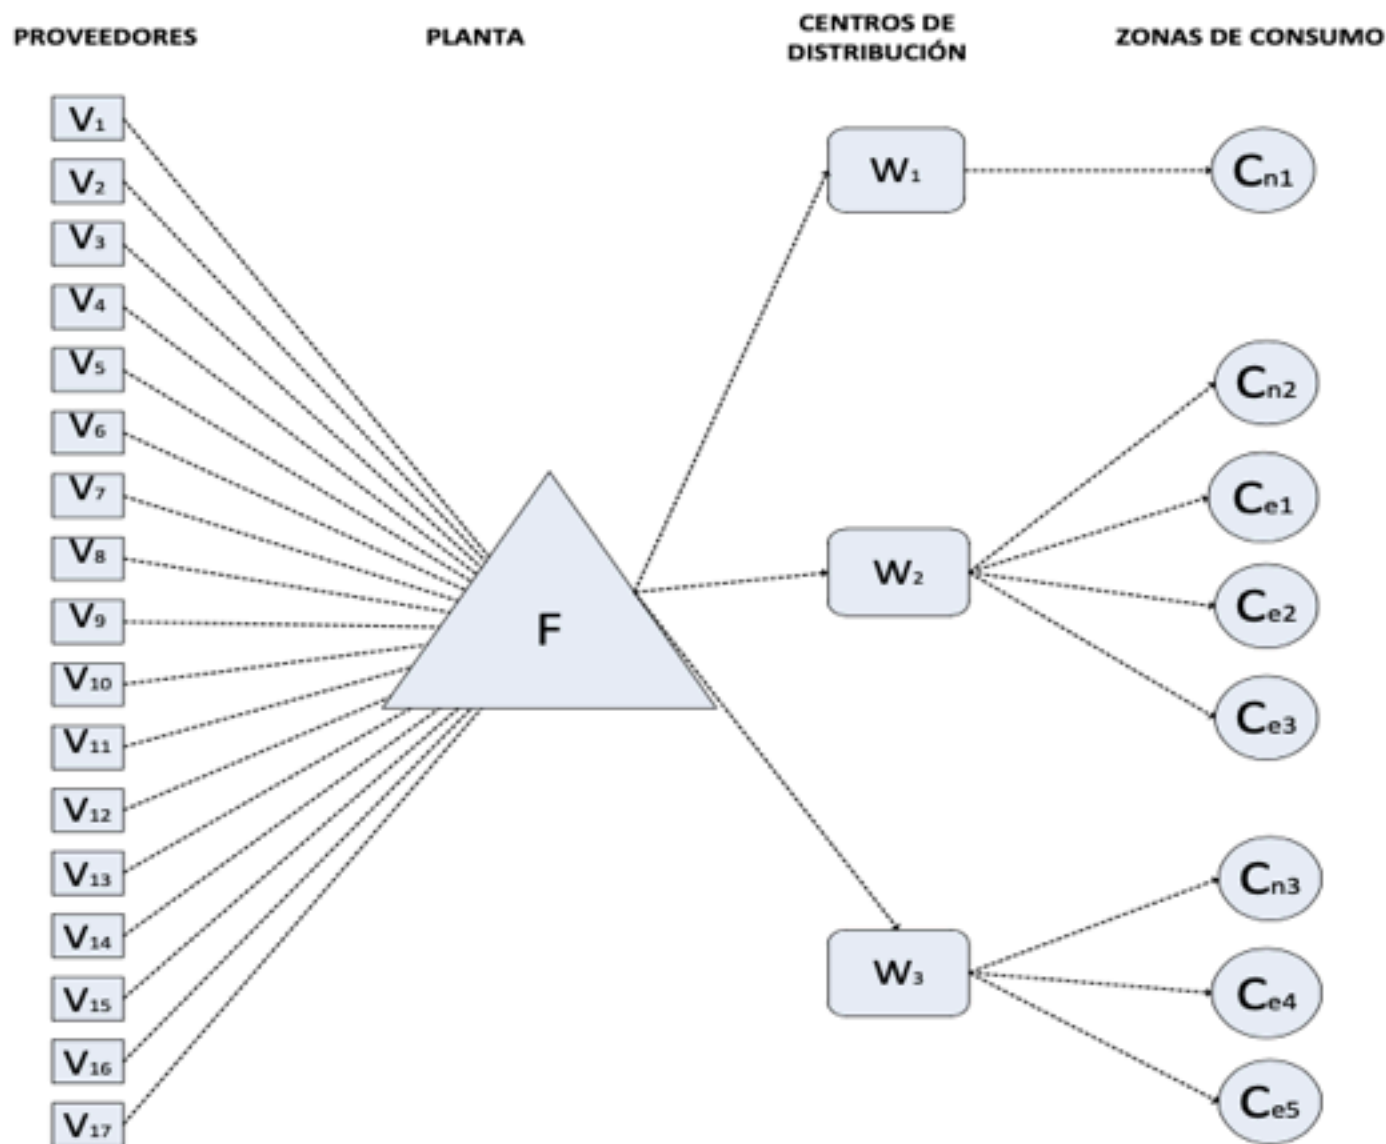 PROVEEDORES
PLANTA
CENTROS DE
DISTRIBUCIÓN
ZONAS DE CONSUMO
V1
V2
V3
V4
V5
V6
V7
V8
V9
V10
V11
V12
V13
V14
V15
V16
V17
F
W1
W2
W3
Cn1
Cn2
Ce1
Ce2
Ce3
Cn3
Ce4
Ce5